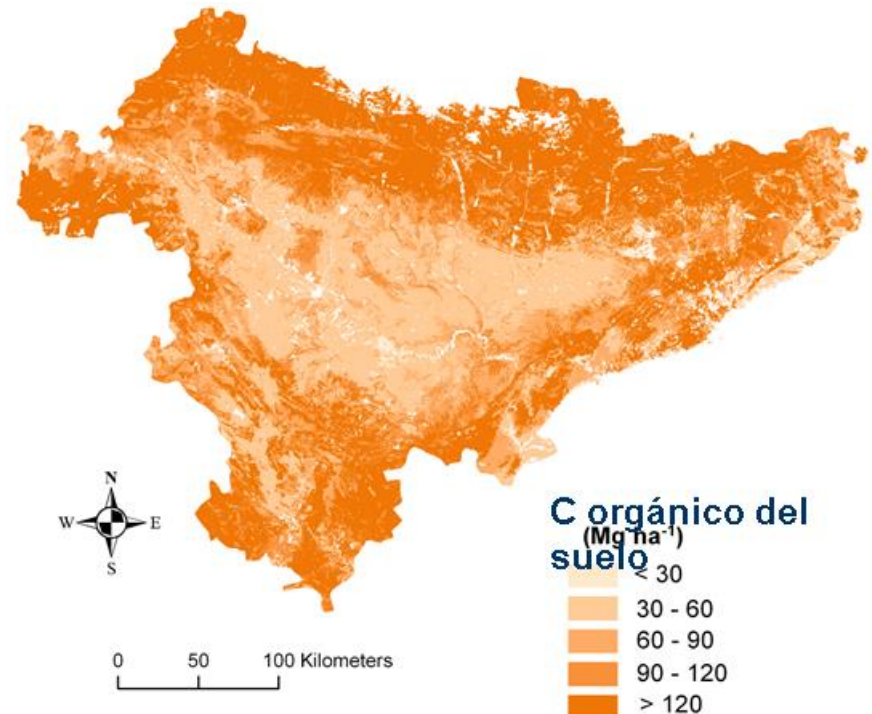 N
W E
S
0 50 100 Kilometers
C orgánico del
(Mg ha⁻¹)
suelo
< 30
30 - 60
60 - 90
90 - 120
> 120